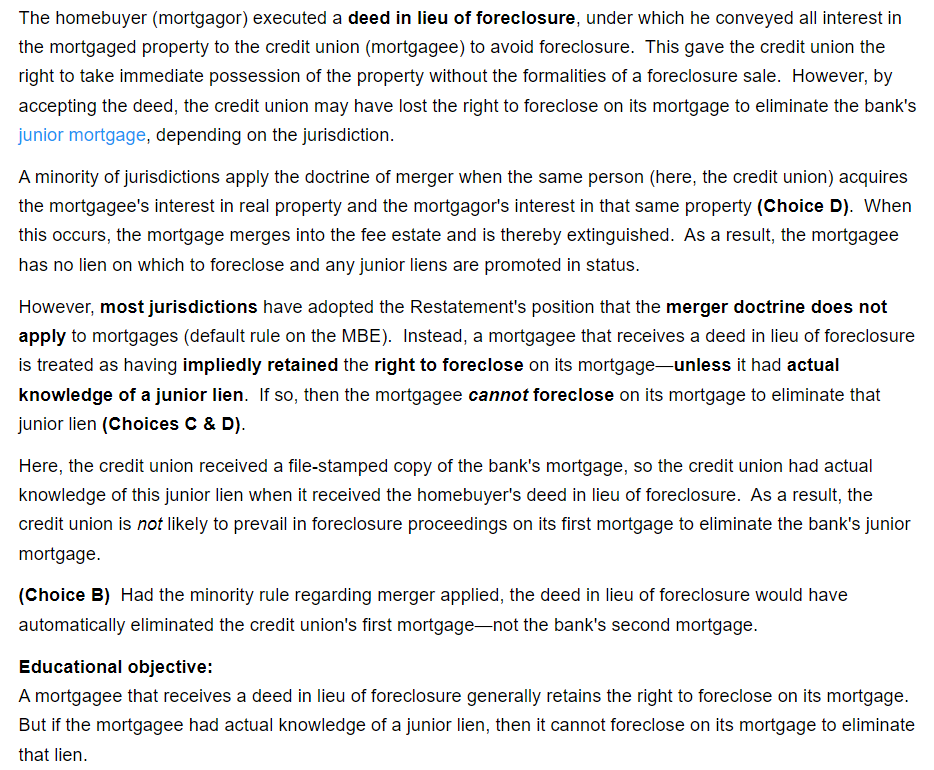 The homebuyer (mortgagor) executed a deed in lieu of foreclosure, under which he conveyed all interest in
the mortgaged property to the credit union (mortgagee) to avoid foreclosure.  This gave the credit union the
right to take immediate possession of the property without the formalities of a foreclosure sale.  However, by
accepting the deed, the credit union may have lost the right to foreclose on its mortgage to eliminate the bank's
junior mortgage, depending on the jurisdiction.
A minority of jurisdictions apply the doctrine of merger when the same person (here, the credit union) acquires
the mortgagee's interest in real property and the mortgagor's interest in that same property (Choice D).  When
this occurs, the mortgage merges into the fee estate and is thereby extinguished.  As a result, the mortgagee
has no lien on which to foreclose and any junior liens are promoted in status.
However, most jurisdictions have adopted the Restatement's position that the merger doctrine does not
apply to mortgages (default rule on the MBE).  Instead, a mortgagee that receives a deed in lieu of foreclosure
is treated as having impliedly retained the right to foreclose on its mortgage—unless it had actual
knowledge of a junior lien.  If so, then the mortgagee cannot foreclose on its mortgage to eliminate that
junior lien (Choices C & D).
Here, the credit union received a file-stamped copy of the bank's mortgage, so the credit union had actual
knowledge of this junior lien when it received the homebuyer's deed in lieu of foreclosure.  As a result, the
credit union is not likely to prevail in foreclosure proceedings on its first mortgage to eliminate the bank's junior
mortgage.
(Choice B)  Had the minority rule regarding merger applied, the deed in lieu of foreclosure would have
automatically eliminated the credit union's first mortgage—not the bank's second mortgage.
Educational objective:
A mortgagee that receives a deed in lieu of foreclosure generally retains the right to foreclose on its mortgage.
But if the mortgagee had actual knowledge of a junior lien, then it cannot foreclose on its mortgage to eliminate
that lien.